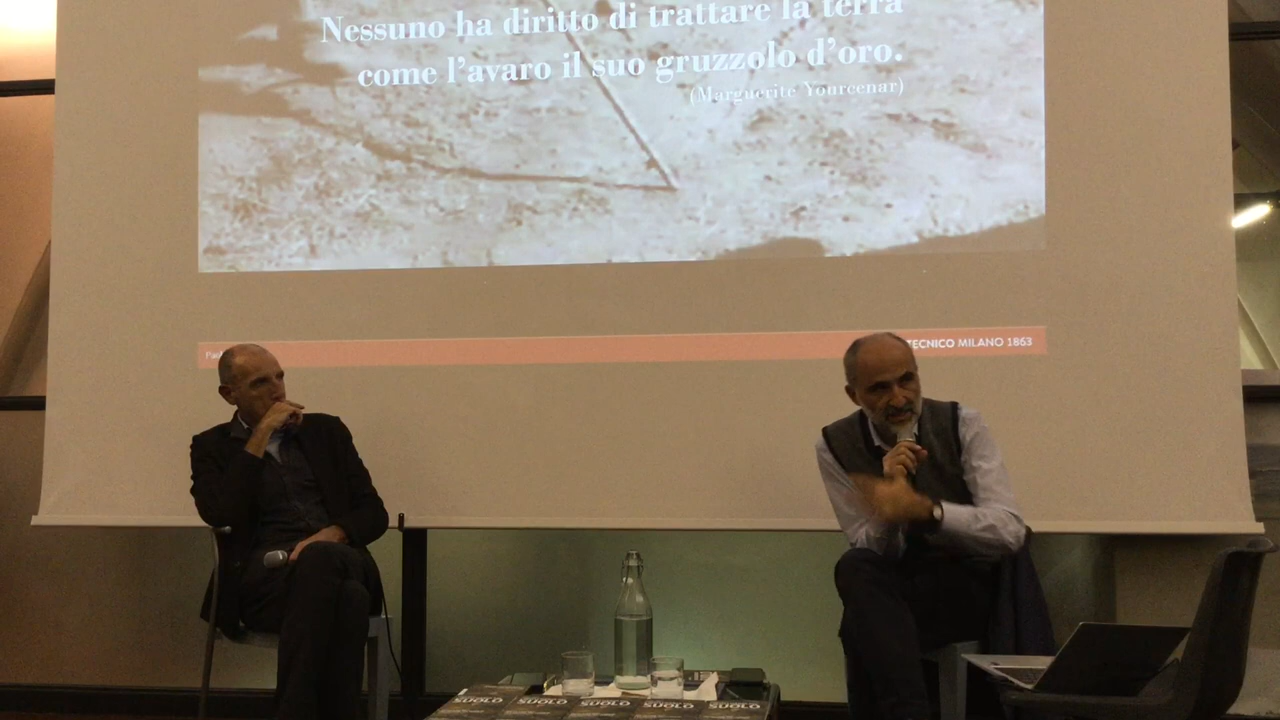 Nessuno ha diritto di trattare la terra
come l'avaro il suo gruzzolo d'oro.
(Marguerite Yourcenar)
TECNICO MILANO 1863
SUOLO SUOLO SUOLO SUOLO SUOLO